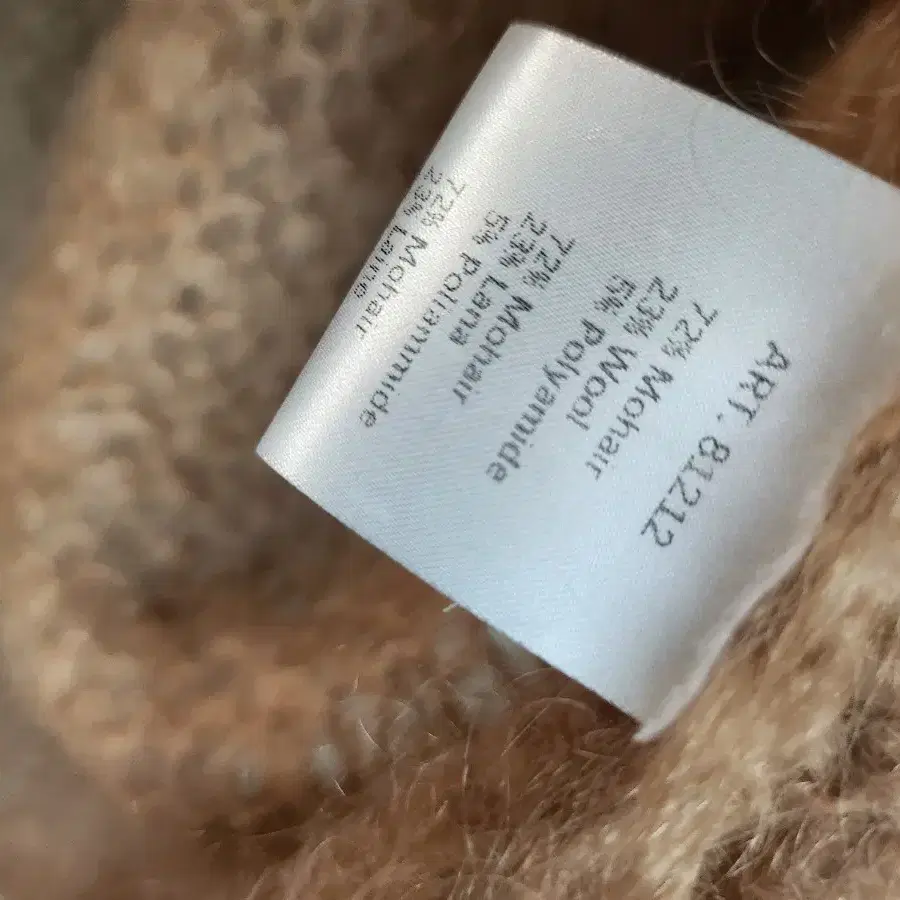 ART. 81212
72% Mohair
23% Wool
5% Polyamide
72% Mohair
23% Lana
5% Poliammide
72% Mohair
23% Laine